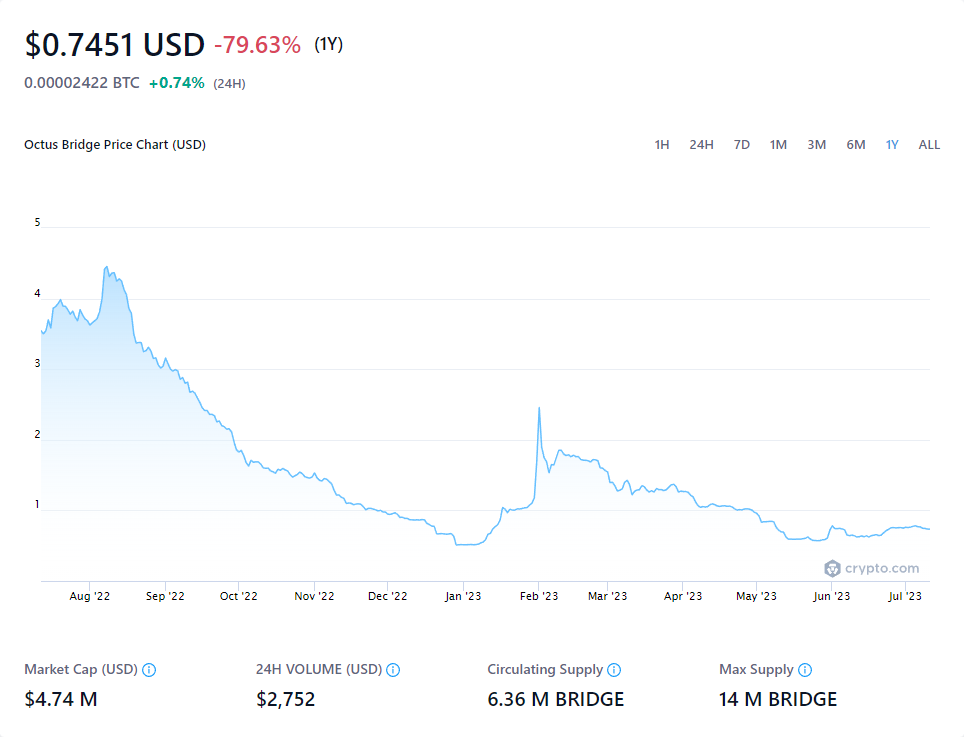 $0.7451 USD -79.63% (1Y)
0.00002422 BTC +0.74% (24H)
Octus Bridge Price Chart (USD) 1H 24H 7D 1M 3M 6M 1Y ALL
5
4
3
2
1
crypto.com
Aug '22 Sep '22 Oct '22 Nov '22 Dec '22 Jan '23 Feb '23 Mar '23 Apr '23 May '23 Jun '23 Jul '23
Market Cap (USD) 24H VOLUME (USD) Circulating Supply Max Supply
$4.74 M $2,752 6.36 M BRIDGE 14 M BRIDGE